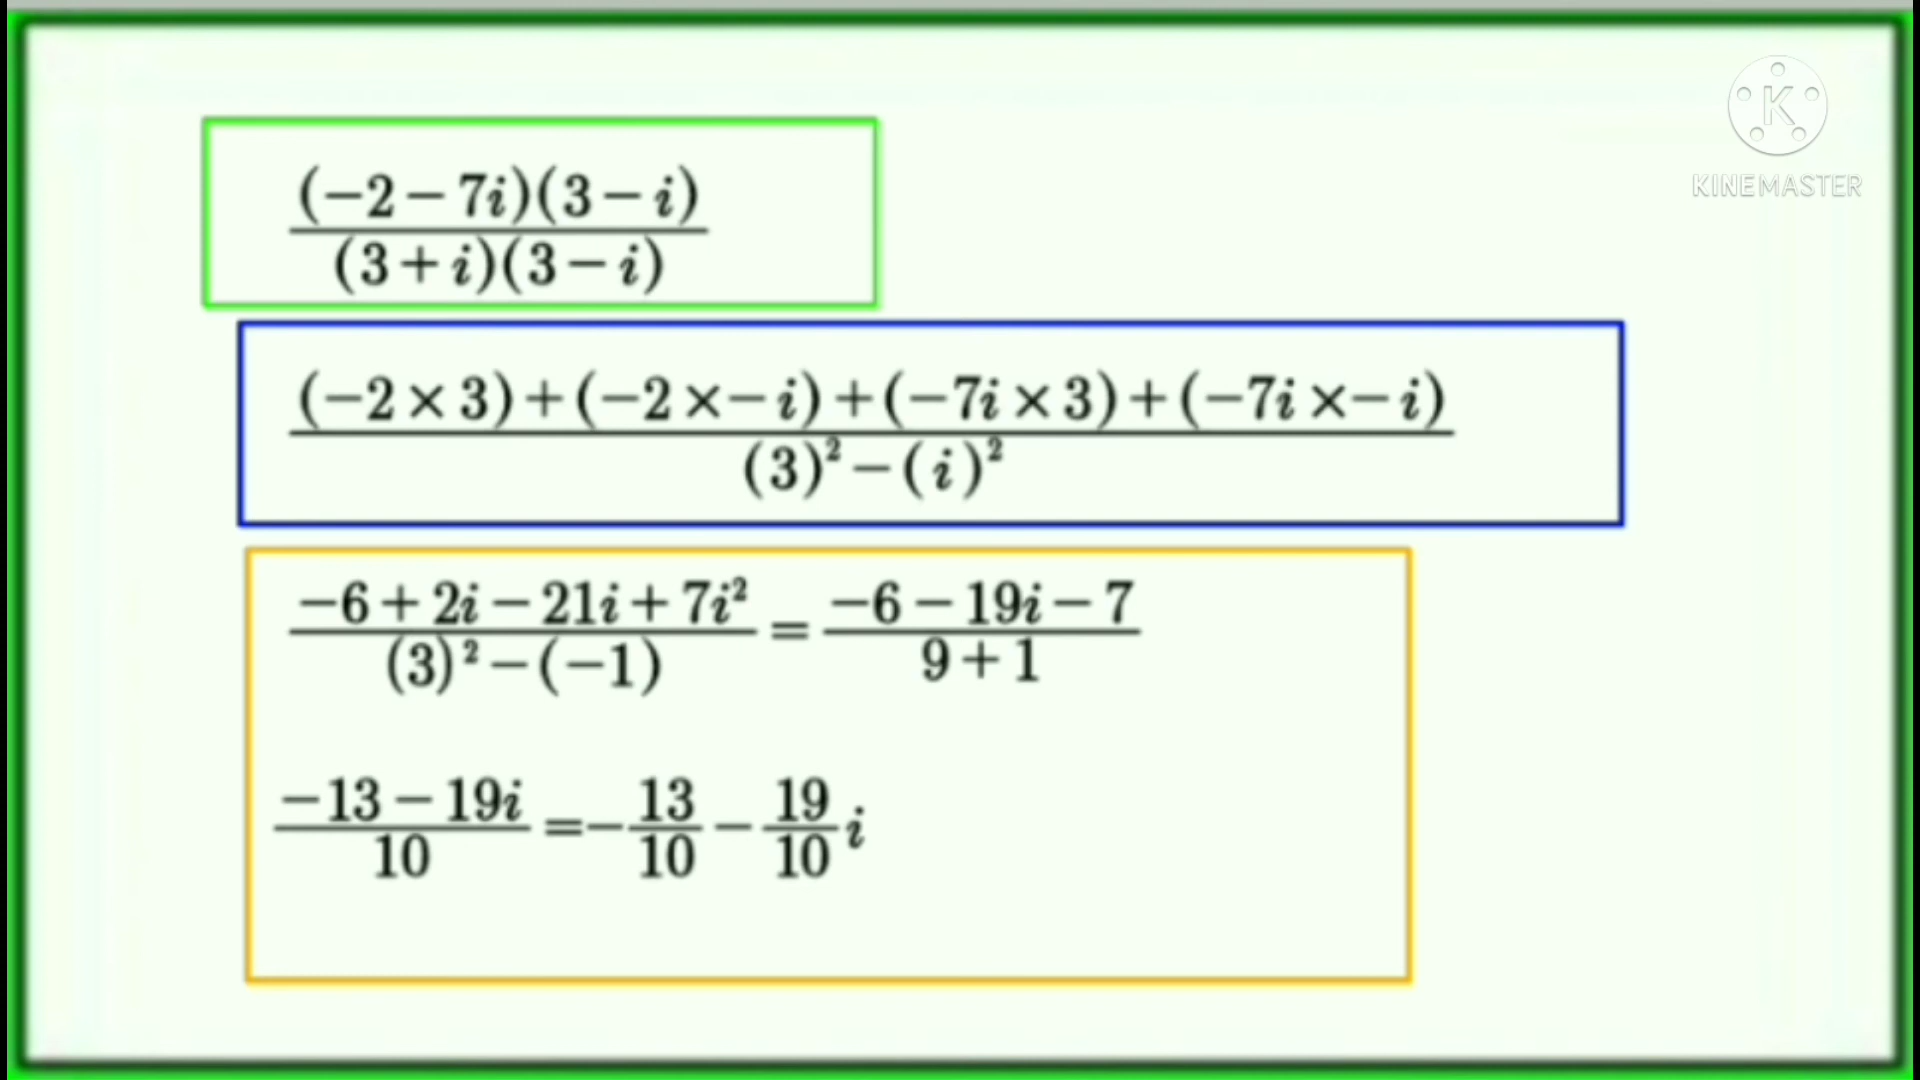 K
KINEMASTER
(−2 − 7i)(3 − i)
(3 + i)(3 − i)
(−2 × 3) + (−2 × − i) + (−7i × 3) + (−7i × − i)
(3)² − (i)²
−6 + 2i − 21i + 7i² = −6 − 19i − 7
(3)² − (−1) 9 + 1
−13 − 19i = − 13 − 19 i
10 10 10